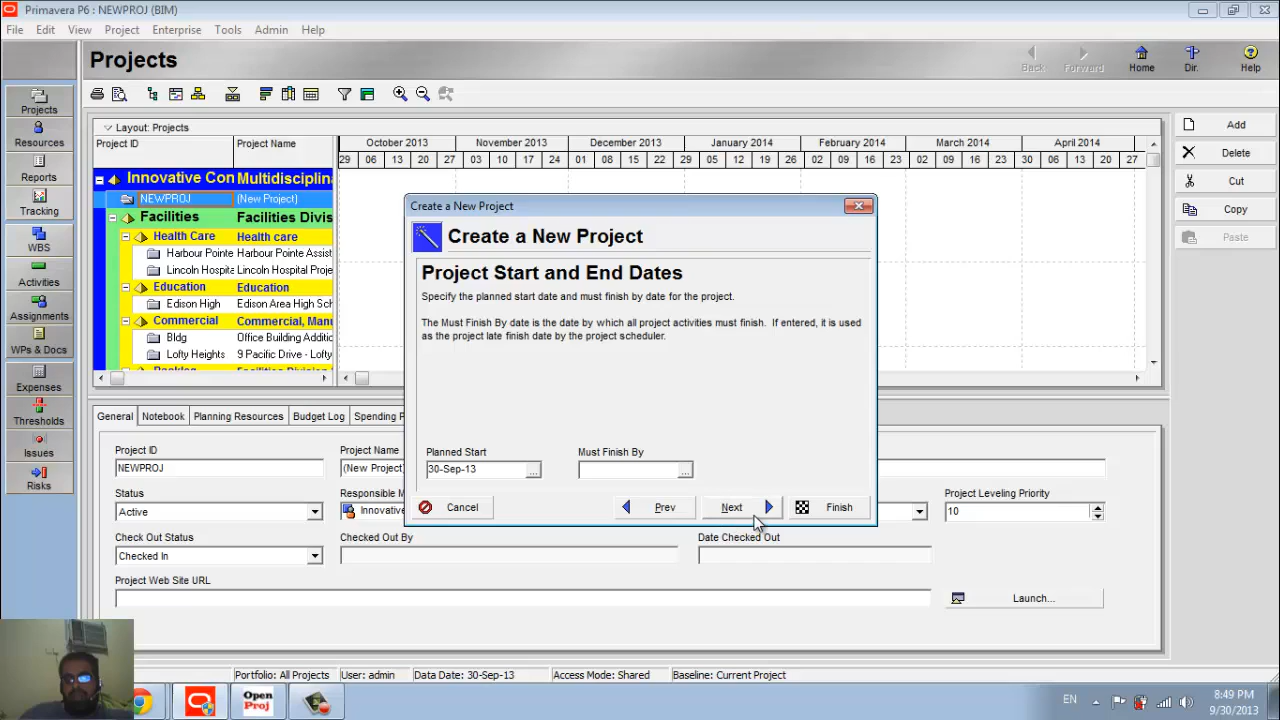 Primavera P6 : NEWPROJ (BIM)
File Edit View Project Enterprise Tools Admin Help
Projects
Back Forward Home Dir. Help
Projects
Resources
Reports
Tracking
WBS
Activities
Assignments
WPs & Docs
Expenses
Thresholds
Issues
Risks
Layout: Projects
Project ID Project Name
October 2013 November 2013 December 2013 January 2014 February 2014 March 2014 April 2014
29 06 13 20 27 03 10 17 24 01 08 15 22 29 05 12 19 26 02 09 16 23 02 09 16 23 30 06 13 20 27
Innovative Con Multidisciplina
NEWPROJ (New Project)
Facilities Facilities Divis
Health Care Health care
Harbour Pointe Harbour Pointe Assist
Lincoln Hospita Lincoln Hospital Proje
Education Education
Edison High Edison Area High Sch
Commercial Commercial, Manu
Bldg Office Building Additio
Lofty Heights 9 Pacific Drive - Lofty
Add
Delete
Cut
Copy
Paste
Create a New Project
Create a New Project
Project Start and End Dates
Specify the planned start date and must finish by date for the project.
The Must Finish By date is the date by which all project activities must finish. If entered, it is used
as the project late finish date by the project scheduler.
Planned Start Must Finish By
30-Sep-13 ... ...
Cancel Prev Next Finish
General Notebook Planning Resources Budget Log Spending P
Project ID Project Name
NEWPROJ (New Project)
Status Responsible M Project Leveling Priority
Active Innovative 10
Check Out Status Checked Out By Date Checked Out
Checked In
Project Web Site URL
Launch...
Portfolio: All Projects User: admin Data Date: 30-Sep-13 Access Mode: Shared Baseline: Current Project
Open
Proj
EN
8:49 PM
9/30/2013